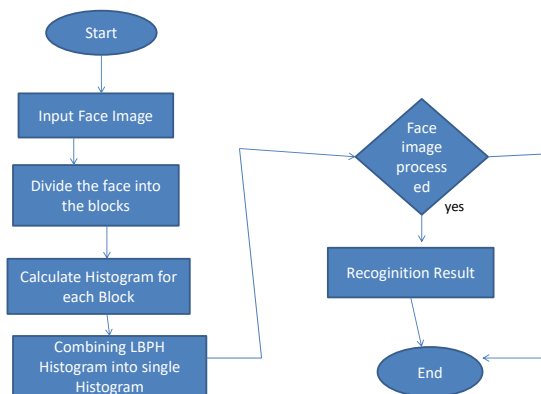 Start
Input Face Image
Divide the face into
the blocks
Calculate Histogram for
each Block
Combining LBPH
Histogram into single
Histogram
Face
image
process
ed
yes
Recoginition Result
End